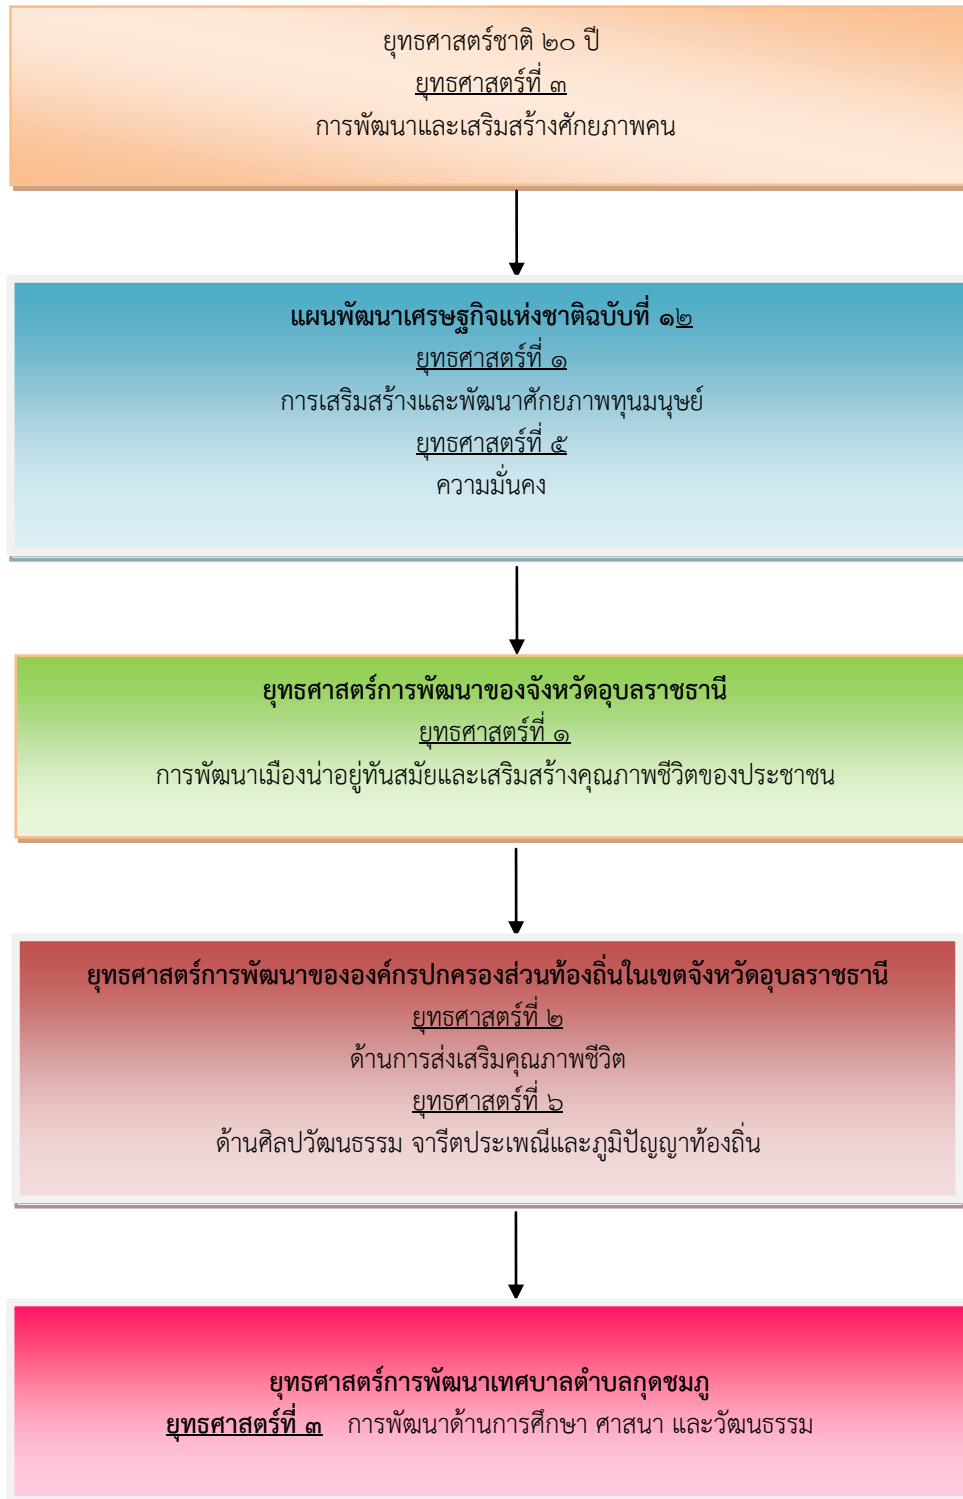 ยุทธศาสตร์ชาติ ๒๐ ปี
ยุทธศาสตร์ที่ ๓
การพัฒนาและเสริมสร้างศักยภาพคน
แผนพัฒนาเศรษฐกิจแห่งชาติฉบับที่ ๑๒
ยุทธศาสตร์ที่ ๑
การเสริมสร้างและพัฒนาศักยภาพทุนมนุษย์
ยุทธศาสตร์ที่ ๕
ความมั่นคง
ยุทธศาสตร์การพัฒนาของจังหวัดอุบลราชธานี
ยุทธศาสตร์ที่ ๑
การพัฒนาเมืองน่าอยู่ทันสมัยและเสริมสร้างคุณภาพชีวิตของประชาชน
ยุทธศาสตร์การพัฒนาขององค์กรปกครองส่วนท้องถิ่นในเขตจังหวัดอุบลราชธานี
ยุทธศาสตร์ที่ ๒
ด้านการส่งเสริมคุณภาพชีวิต
ยุทธศาสตร์ที่ ๖
ด้านศิลปวัฒนธรรม จารีตประเพณีและภูมิปัญญาท้องถิ่น
ยุทธศาสตร์การพัฒนาเทศบาลตำบลกุดชมภู
ยุทธศาสตร์ที่ ๓ การพัฒนาด้านการศึกษา ศาสนา และวัฒนธรรม